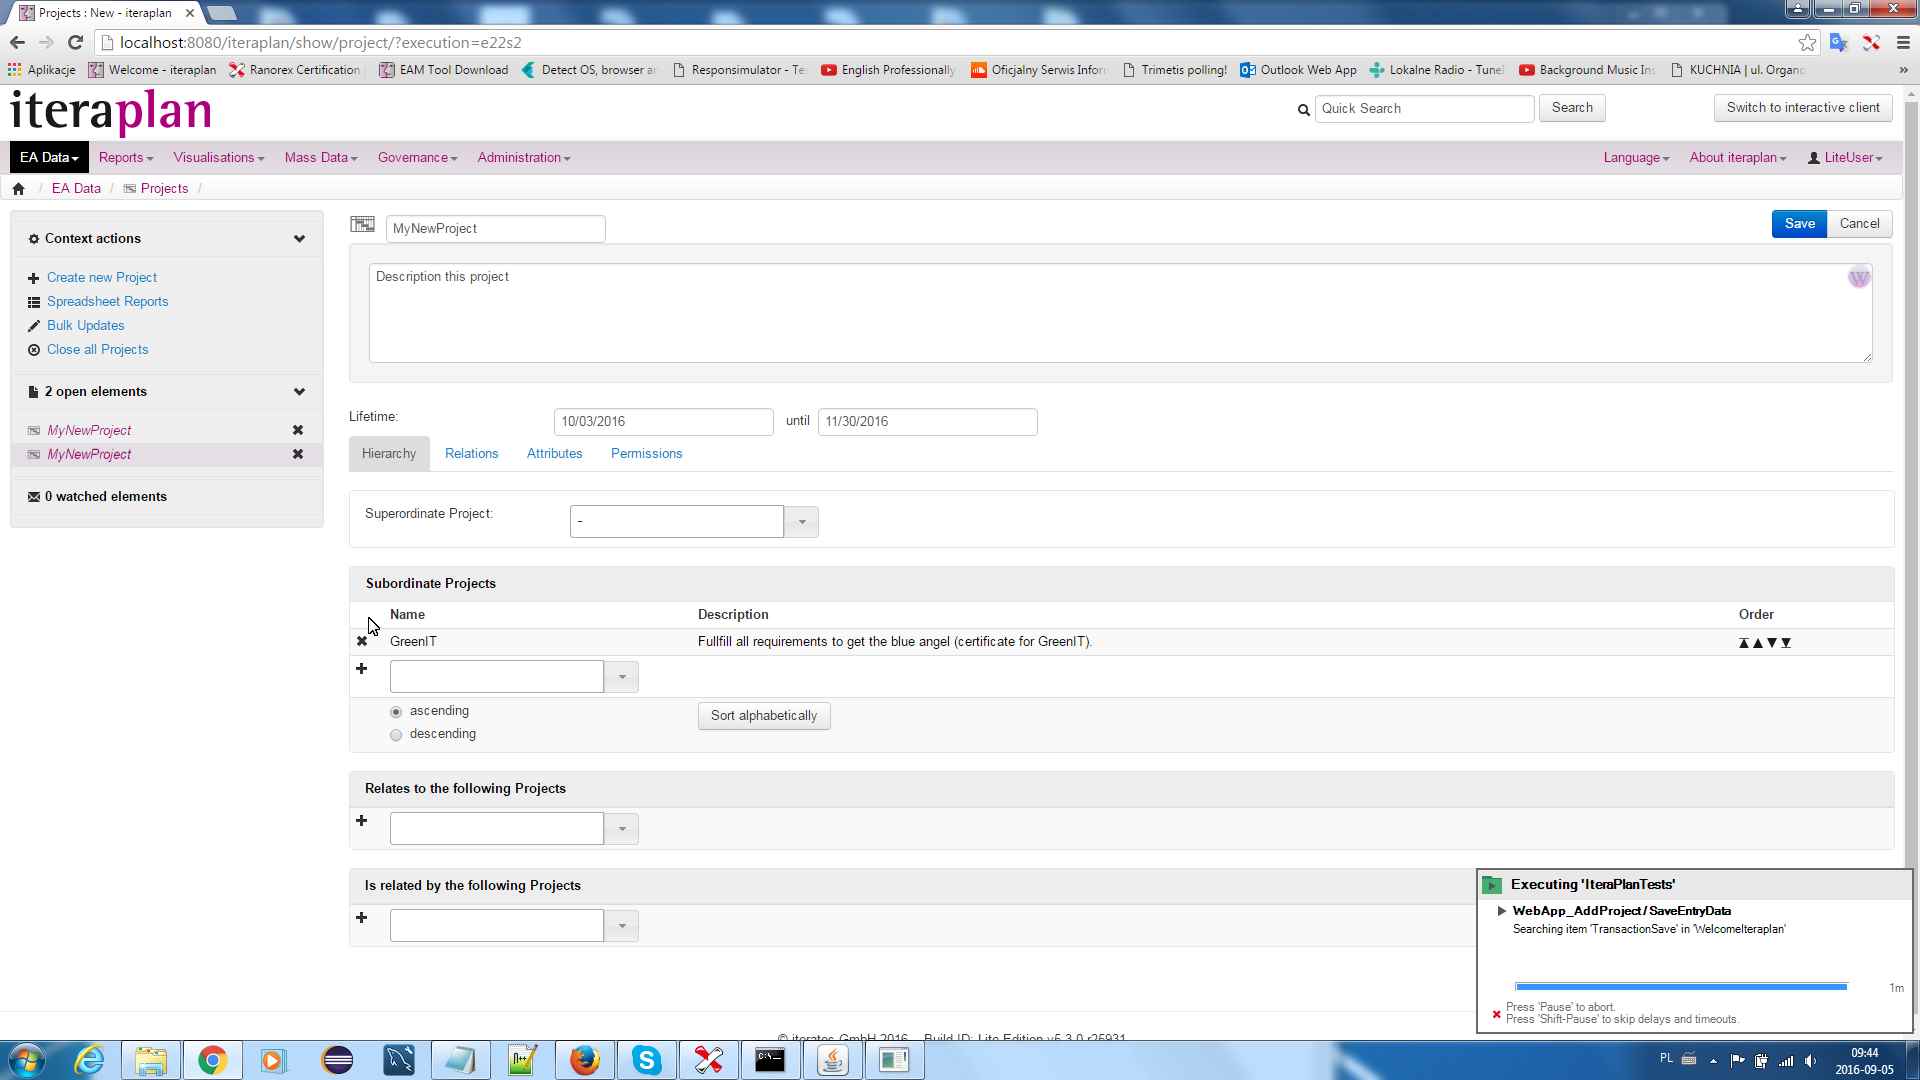 Projects : New - iteraplan
localhost:8080/iteraplan/show/project/?execution=e22s2
Aplikacje
Welcome - iteraplan
Ranorex Certification
EAM Tool Download
Detect OS, browser a
Responsimulator - Te
English Professionally
Oficjalny Serwis Infor
Trimetis polling!
Outlook Web App
Lokalne Radio - Tune
Background Music In
KUCHNIA | ul. Organ
»
iteraplan
Quick Search
Search
Switch to interactive client
EA Data
Reports
Visualisations
Mass Data
Governance
Administration
Language
About iteraplan
LiteUser
/ EA Data / Projects /
Context actions
Create new Project
Spreadsheet Reports
Bulk Updates
Close all Projects
2 open elements
MyNewProject
MyNewProject
0 watched elements
MyNewProject
Save
Cancel
Description this project
W
Lifetime:
10/03/2016
until
11/30/2016
Hierarchy
Relations
Attributes
Permissions
Superordinate Project:
-
Subordinate Projects
Name
Description
Order
GreenIT
Fullfill all requirements to get the blue angel (certificate for GreenIT).
ascending
Sort alphabetically
descending
Relates to the following Projects
Is related by the following Projects
Executing 'IteraPlanTests'
WebApp_AddProject/SaveEntryData
Searching item 'TransactionSave' in 'WelcomeIteraplan'
1m
Press 'Pause' to abort.
Press 'Shift-Pause' to skip delays and timeouts.
© iteratec GmbH 2016
Build ID: Lite Edition v5.3.0 r25931
PL
09:44
2016-09-05